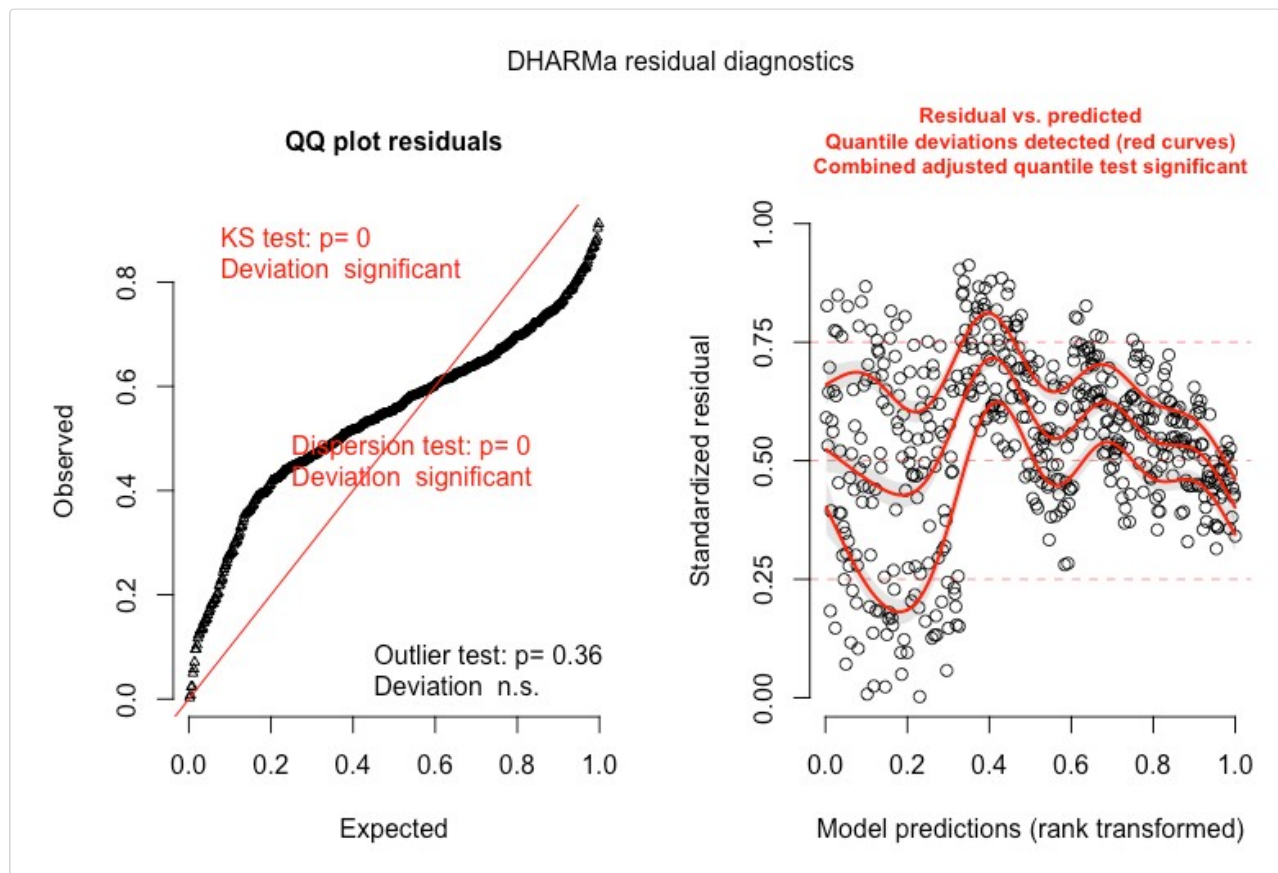 DHARMa residual diagnostics
QQ plot residuals
KS test: p= 0
Deviation significant
Dispersion test: p= 0
Deviation significant
Outlier test: p= 0.36
Deviation n.s.
Observed
0.0
0.2
0.4
0.6
0.8
0.0 0.2 0.4 0.6 0.8 1.0
Expected
Residual vs. predicted
Quantile deviations detected (red curves)
Combined adjusted quantile test significant
Standardized residual
0.00
0.25
0.50
0.75
1.00
0.0 0.2 0.4 0.6 0.8 1.0
Model predictions (rank transformed)